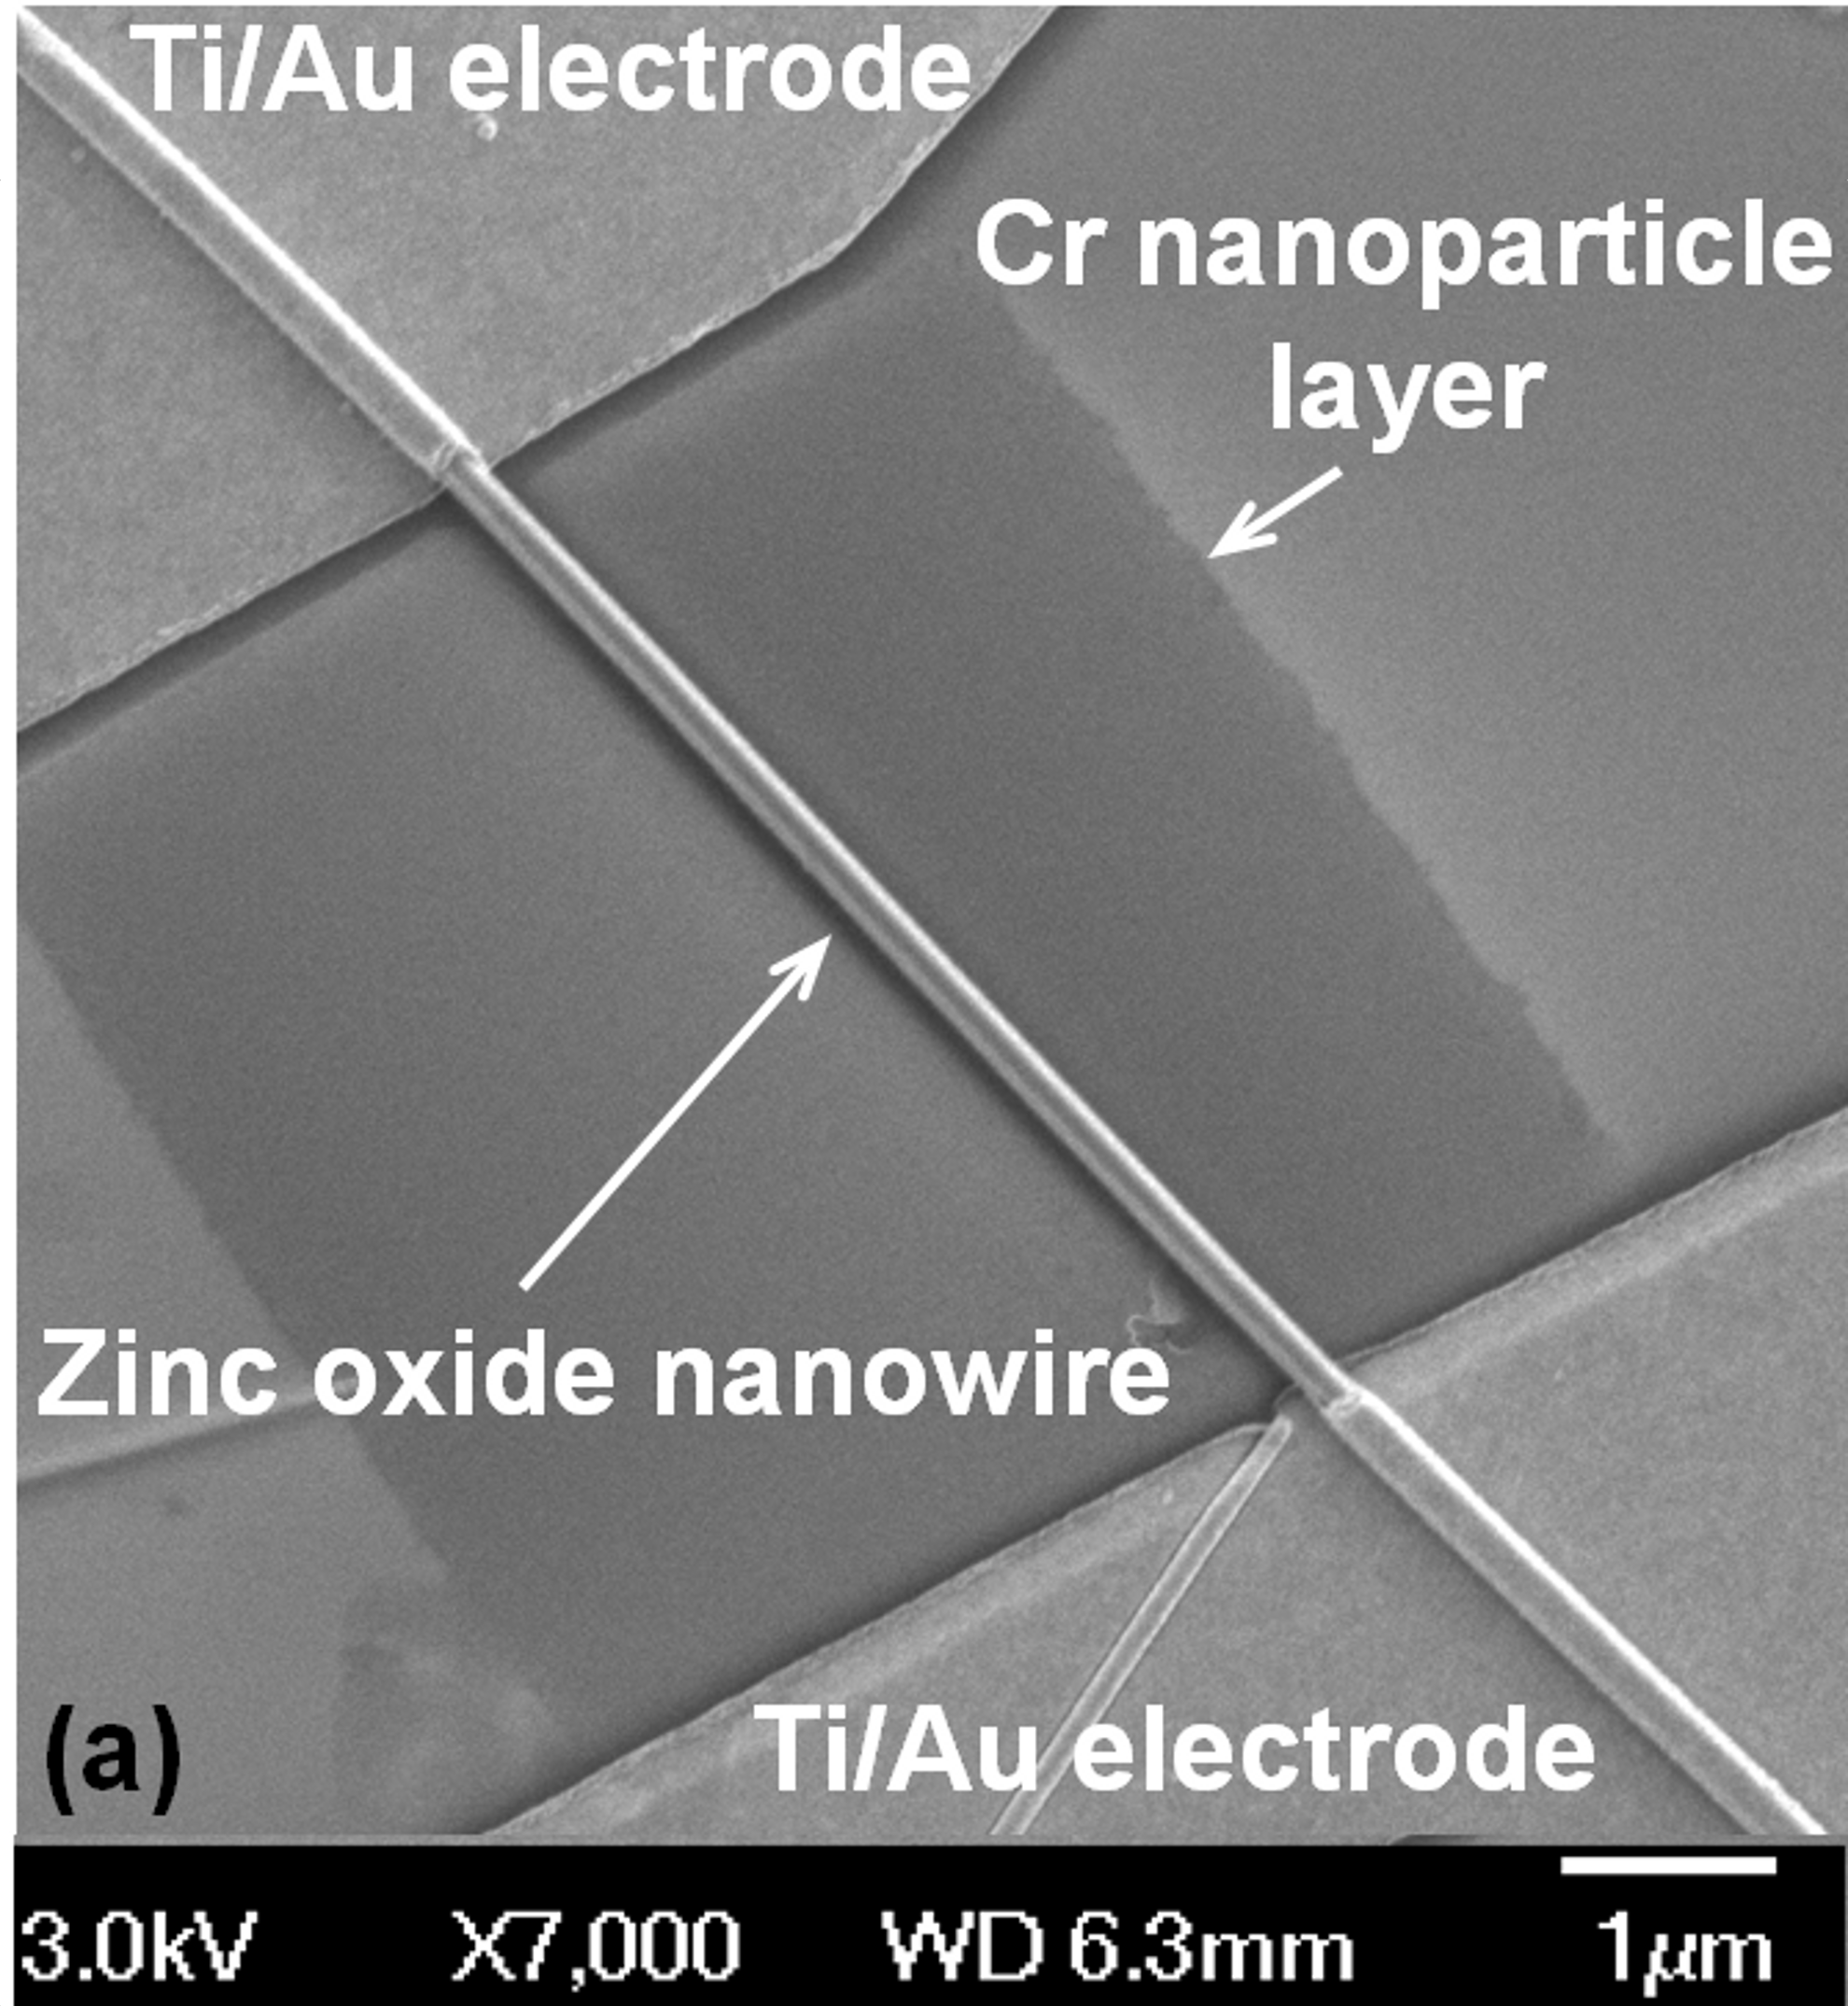 Ti/Au electrode
Cr nanoparticle
layer
Zinc oxide nanowire
Ti/Au electrode
(a)
3.0kV X7,000 WD 6.3mm 1μm